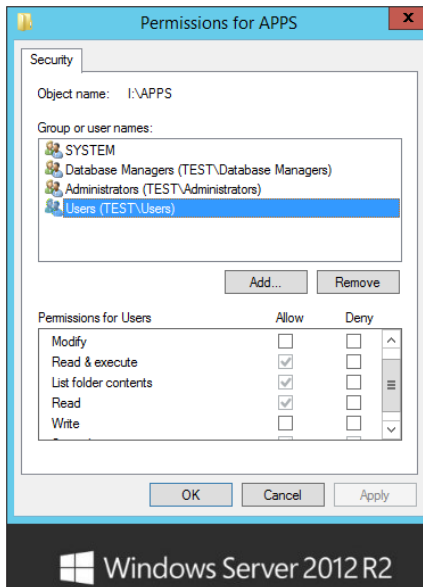 Permissions for APPS
x
Security
Object name: I:\APPS
Group or user names:
SYSTEM
Database Managers (TEST\Database Managers)
Administrators (TEST\Administrators)
Users (TEST\Users)
Add... Remove
Permissions for Users Allow Deny
Modify
Read & execute
List folder contents
Read
Write
OK Cancel Apply
Windows Server 2012 R2